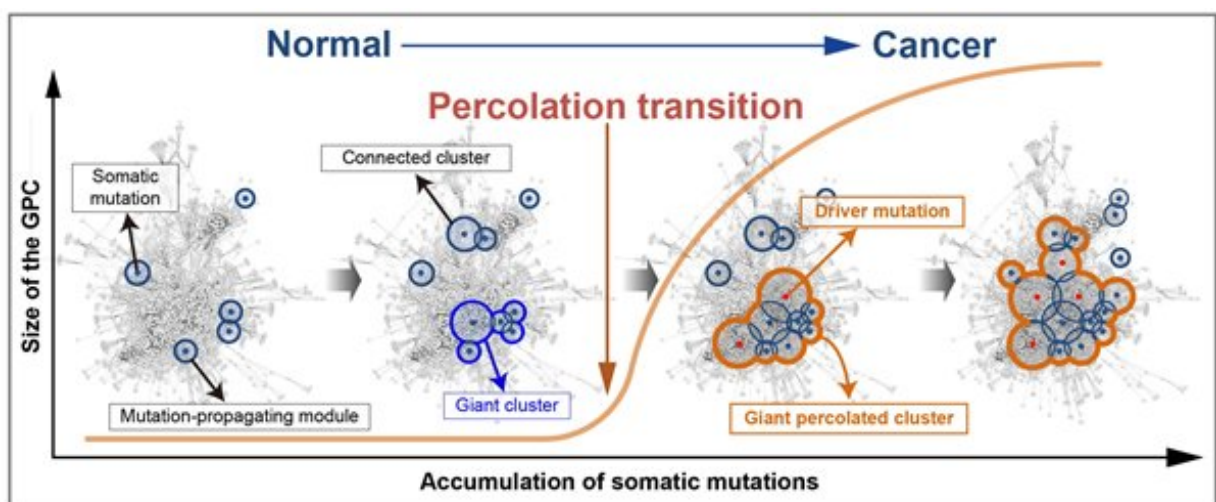 Normal
Cancer
Percolation transition
Connected cluster
Somatic
mutation
Driver mutation
Size of the GPC
Mutation-propagating module
Giant cluster
Giant percolated cluster
Accumulation of somatic mutations